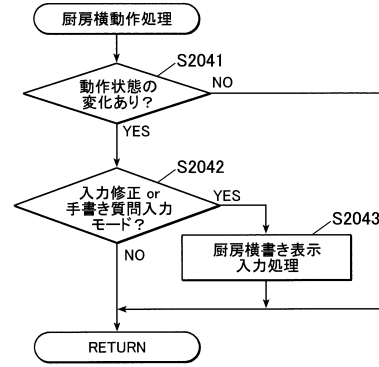 厨房横動作処理
S2041
動作状態の
変化あり?
NO
YES
S2042
入力修正 or
手書き質問入力
モード?
YES
NO
S2043
厨房横書き表示
入力処理
RETURN